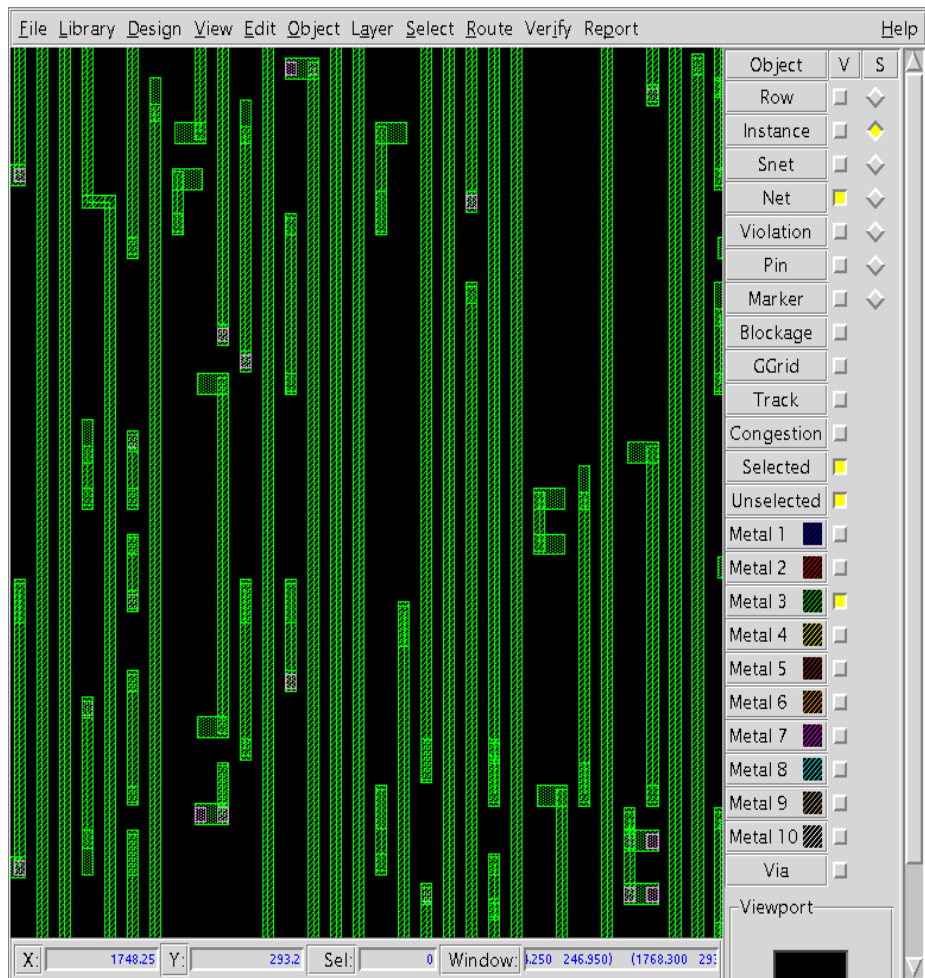 File Library Design View Edit Object Layer Select Route Verify Report Help
Object V S
Row
Instance
Snet
Net
Violation
Pin
Marker
Blockage
GGrid
Track
Congestion
Selected
Unselected
Metal 1
Metal 2
Metal 3
Metal 4
Metal 5
Metal 6
Metal 7
Metal 8
Metal 9
Metal 10
Via
Viewport
X: 1748.25 Y: 293.2 Sel: 0 Window: .250 246.950) (1768.300